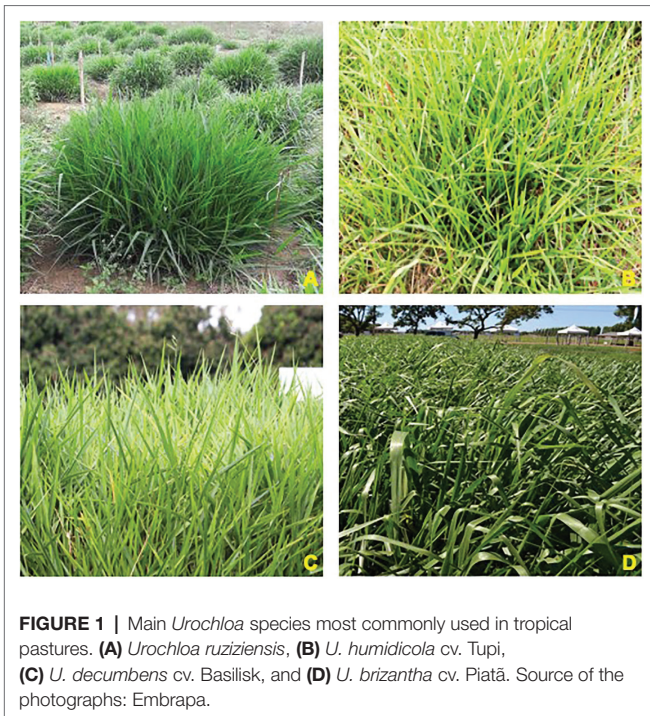 A
B
C
D
FIGURE 1 | Main Urochloa species most commonly used in tropical
pastures. (A) Urochloa ruziziensis, (B) U. humidicola cv. Tupi,
(C) U. decumbens cv. Basilisk, and (D) U. brizantha cv. Piatã. Source of the
photographs: Embrapa.